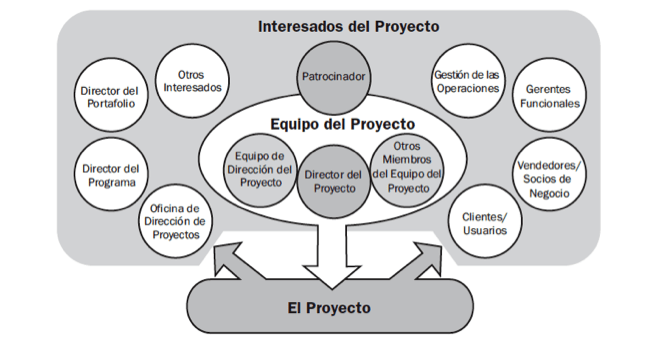 Interesados del Proyecto
Director del
Portafolio
Otros
Interesados
Patrocinador
Gestión de las
Operaciones
Gerentes
Funcionales
Equipo del Proyecto
Director del
Programa
Equipo de
Dirección del
Proyecto
Director del
Proyecto
Otros
Miembros
del Equipo del
Proyecto
Vendedores/
Socios de
Negocio
Oficina de
Dirección de
Proyectos
Clientes/
Usuarios
El Proyecto